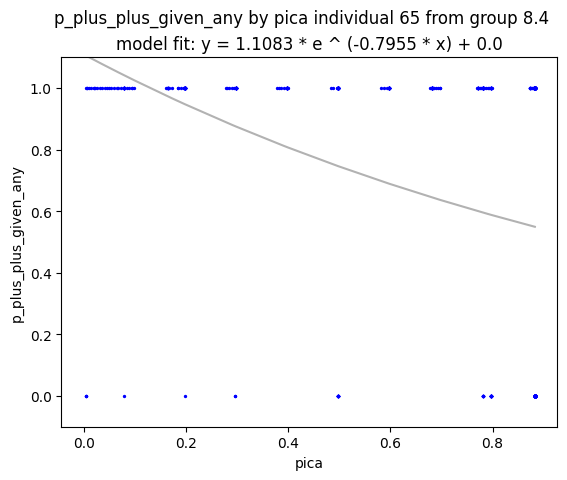 p_plus_plus_given_any by pica individual 65 from group 8.4
model fit: y = 1.1083 * e ^ (-0.7955 * x) + 0.0
1.0
0.8
0.6
0.4
0.2
0.0
p_plus_plus_given_any
0.0 0.2 0.4 0.6 0.8
pica